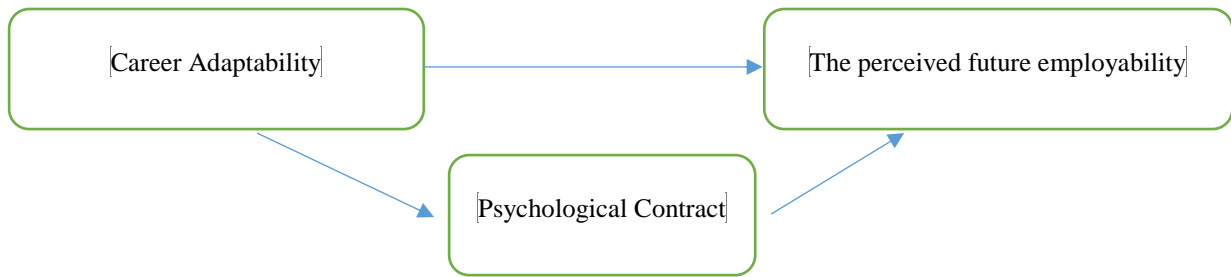 Career Adaptability
The perceived future employability
Psychological Contract